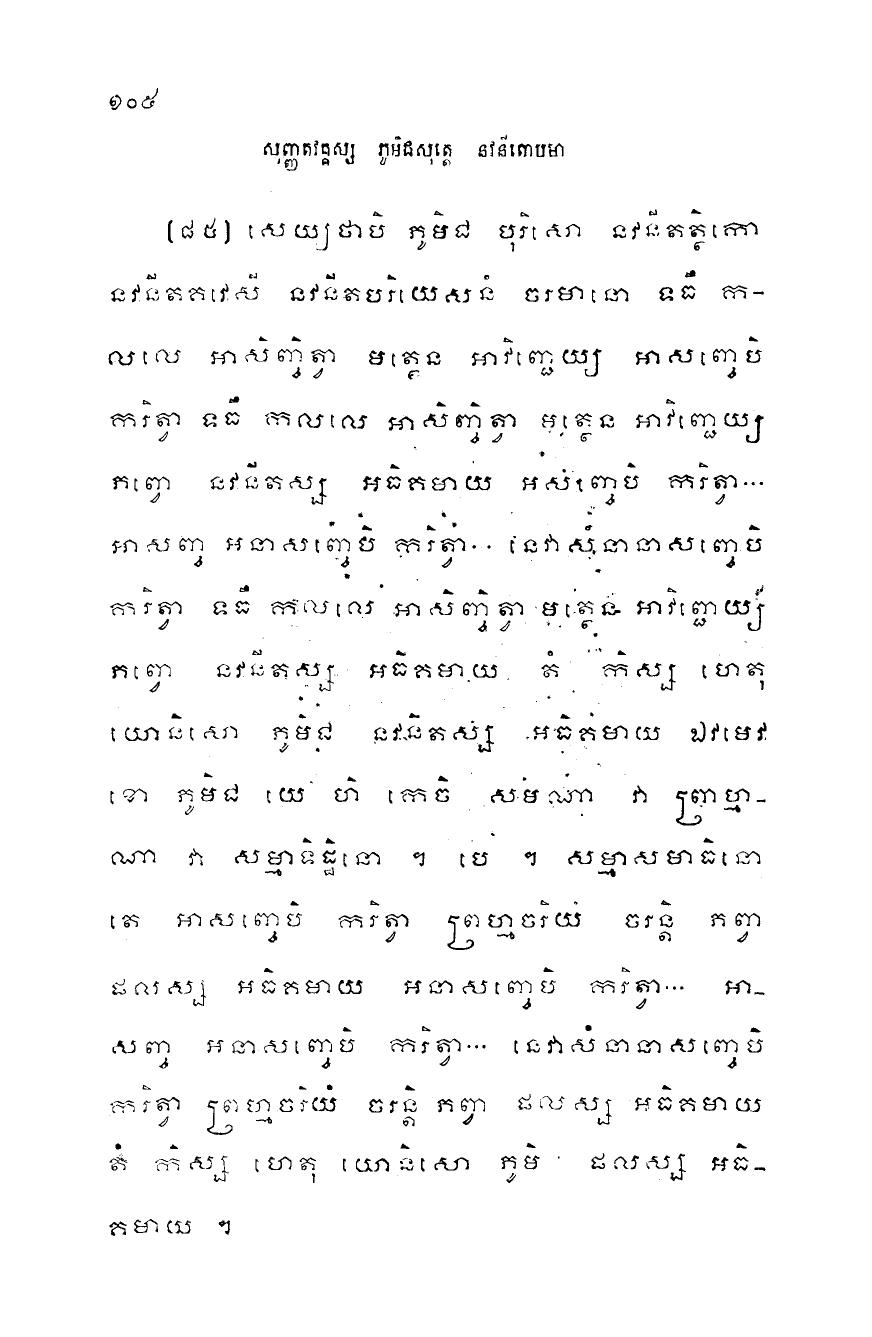 ១០៥
សុញ្ញតវគ្គស្ស ភូមិជសុត្តេ នវនីតោបមា
(៨៥) សេយ្យថាបិ ភូមិជ បុរិសោ នវនីតត្ថិកោ
នវនីតគវេសី នវនីតបរិយេសនំ ចរមានោ ទធឹ ក-
លលេ អាសិញ្ចិត្វា មត្ថេន អាវិញ្ឆេយ្យ អាសញ្ចេបិ
ករិត្វា ទធឹ កលលេ អាសិញ្ចិត្វា មត្ថេន អាវិញ្ឆេយ្យ
ភព្វោ នវនីតស្ស អធិគមាយ អាសញ្ចេបិ ករិត្វា...
អាសញ្ច អនាសញ្ចេបិ ករិត្វា... នេវាសំនានាសញ្ចេបិ
ករិត្វា ទធឹ កលលេ អាសិញ្ចិត្វា មត្ថេន អាវិញ្ឆេយ្យ
ភព្វោ នវនីតស្ស អធិគមាយ តំ កិស្ស ហេតុ
យោនិសោ ភូមិជ នវនីតស្ស អធិគមាយ ឯវមេវ
ខោ ភូមិជ យេ ហិ កេចិ សមណា វា ព្រាហ្ម-
ណា វា សម្មាទិដ្ឋិនោ ។ បេ ។ សម្មាសមាធិនោ
តេ អាសញ្ចេបិ ករិត្វា ព្រហ្មចរិយំ ចរន្តិ ភព្វា
ផលស្ស អធិគមាយ អនាសញ្ចេបិ ករិត្វា... អា-
សញ្ច អនាសញ្ចេបិ ករិត្វា... នេវាសំនានាសញ្ចេបិ
ករិត្វា ព្រហ្មចរិយំ ចរន្តិ ភព្វា ផលស្ស អធិគមាយ
តំ កិស្ស ហេតុ យោនិសោ ភូមិ ផលស្ស អធិ-
គមាយ ។